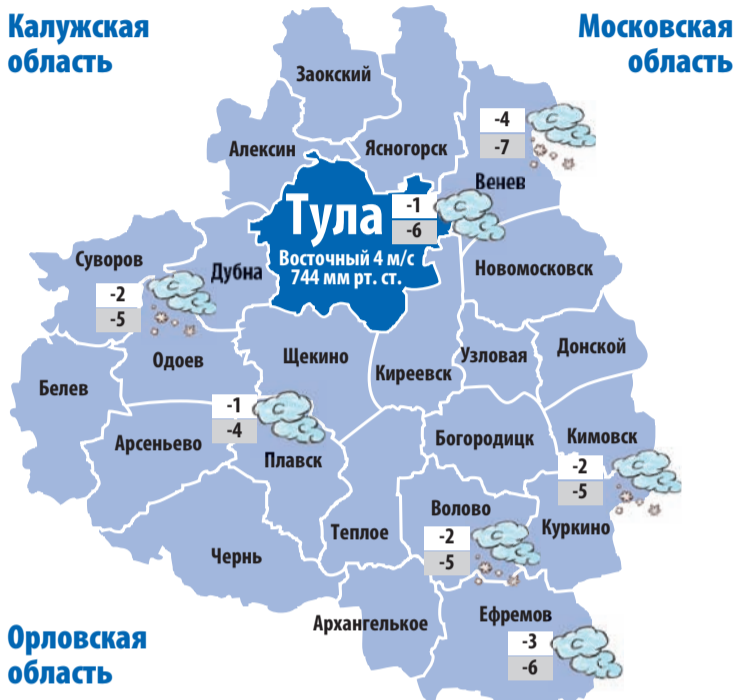 Калужская
область
Московская
область
Заокский
Алексин
Ясногорск
-4
-7
Венев
Тула
-1
-6
Восточный 4 м/с
744 мм рт. ст.
Суворов
-2
-5
Дубна
Новомосковск
Одоев
Щекино
Киреевск
Узловая
Донской
Белев
-1
-4
Арсеньево
Плавск
Богородицк
Кимовск
-2
-5
Волово
-2
-5
Куркино
Теплое
Чернь
Архангелькое
Ефремов
-3
-6
Орловская
область